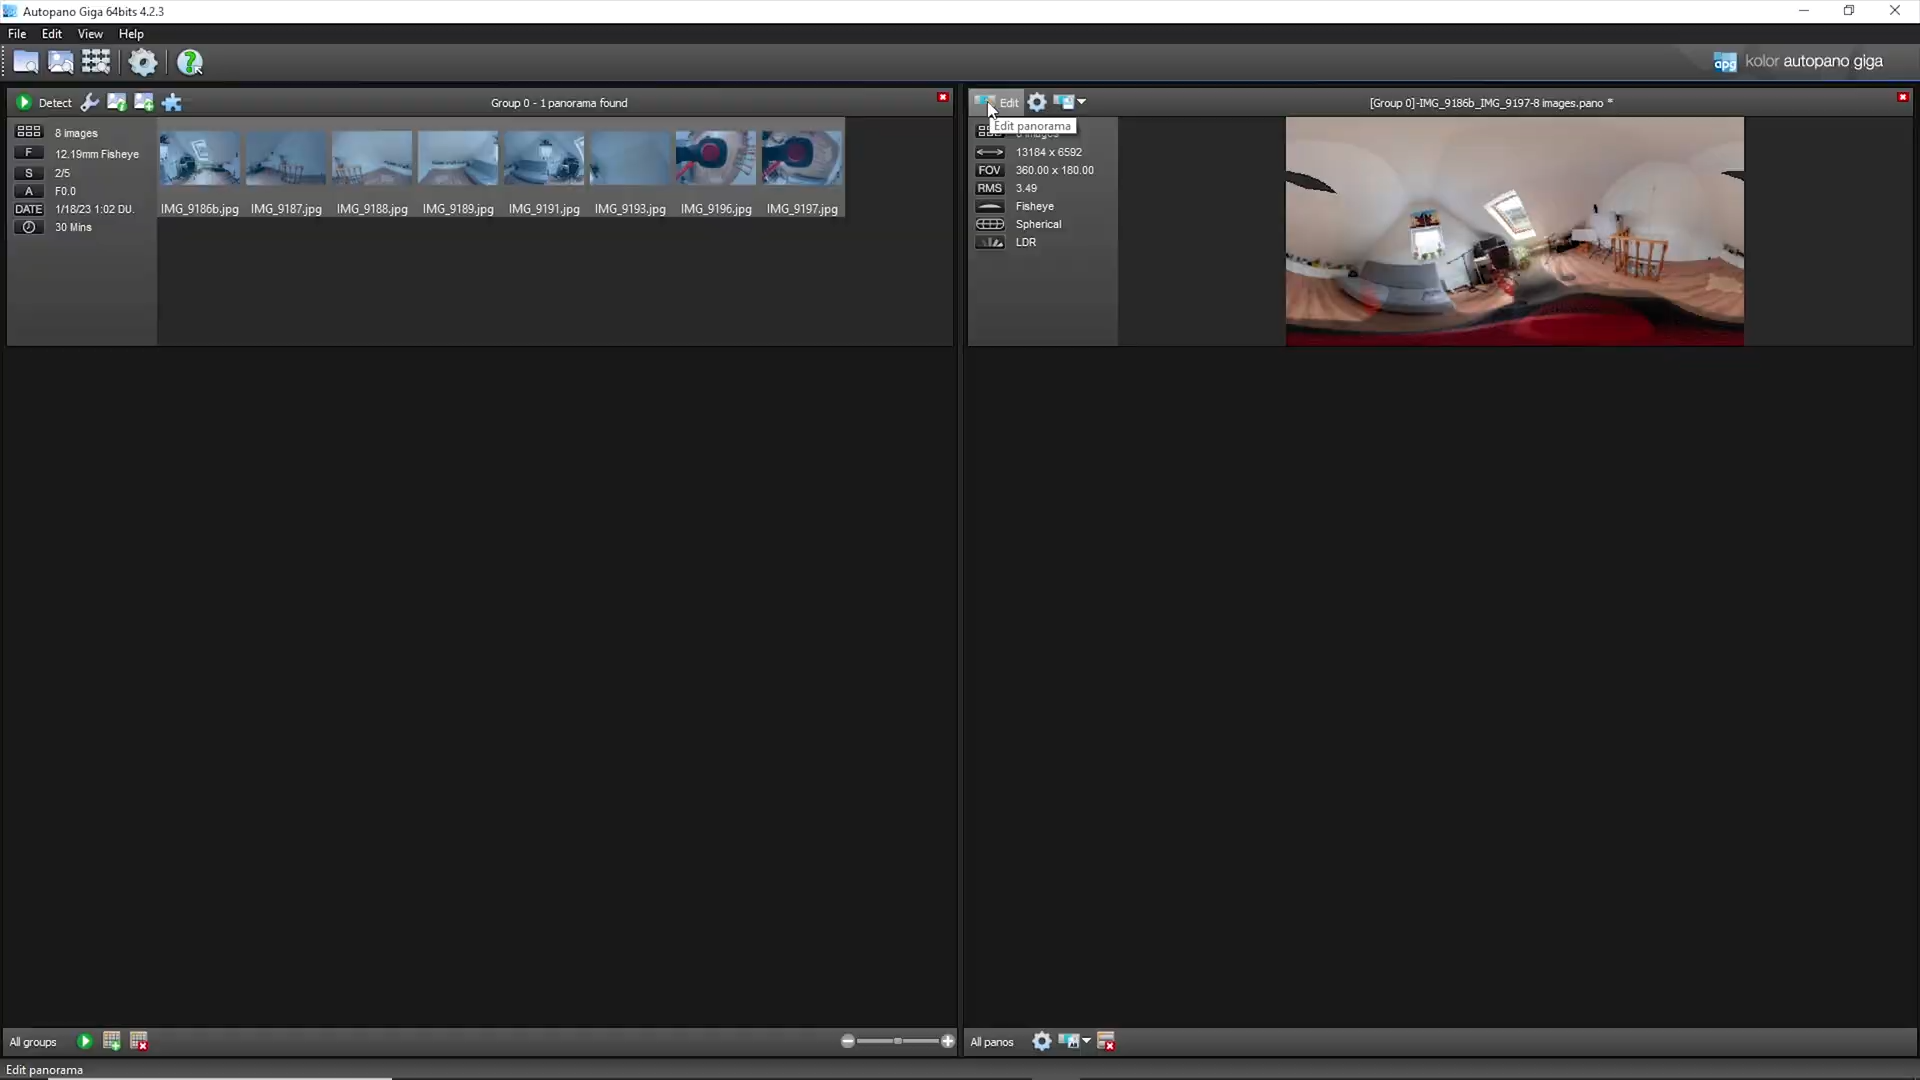 Autopano Giga 64bits 4.2.3
File Edit View Help
apg kolor autopano giga
Detect
Group 0 - 1 panorama found
8 images
F 12.19mm Fisheye
S 2/5
A F0.0
DATE 1/18/23 1:02 DU.
30 Mins
IMG_9186b.jpg IMG_9187.jpg IMG_9188.jpg IMG_9189.jpg IMG_9191.jpg IMG_9193.jpg IMG_9196.jpg IMG_9197.jpg
Edit
[Group 0]-IMG_9186b_IMG_9197-8 images.pano *
Edit panorama
13184 x 6592
FOV 360.00 x 180.00
RMS 3.49
Fisheye
Spherical
LDR
All groups
All panos
Edit panorama